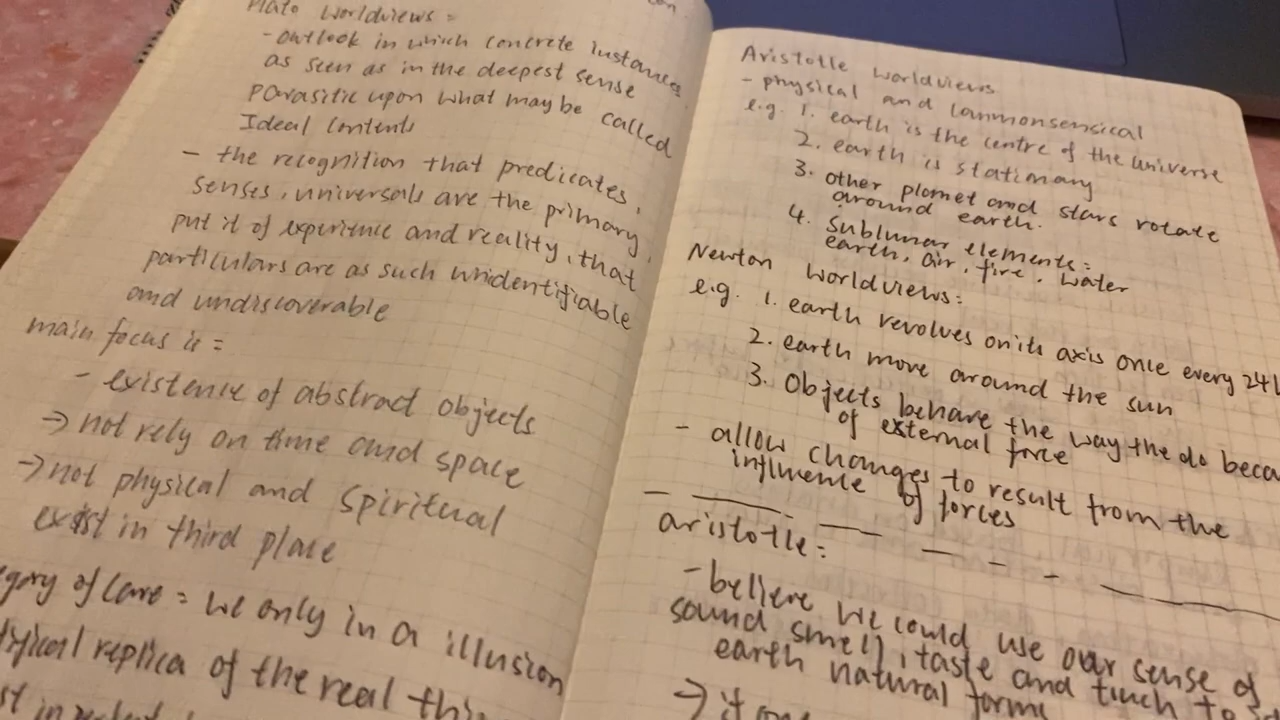 Plato Worldviews =
- outlook in which concrete instances
as seen as in the deepest sense
parasitic upon what may be called
Ideal Contents
- the recognition that predicates,
senses, universals are the primary
put it of experience and reality, that
particulars are as such unidentifiable
and undiscoverable
main focus is =
- existence of abstract objects
→ not rely on time and space
→ not physical and spiritual
exist in third place
gory of Cave = we only in a illusion
replica of the real
Aristotle worldviews
- physical and commonsensical
e.g. 1. earth is the centre of the universe
2. earth is stationary
3. other planet and stars rotate
around earth.
4. sublunar elements =
earth, air, fire, water
Newton Worldviews:
e.g. 1. earth revolves on its axis once every 24
2. earth move around the sun
3. Objects behave the way the do beca
of external force
- allow changes to result from the
influence of forces
aristotle:
- believe we could use our sense of
sound smell, taste and touch to
earth natural forms
→ it